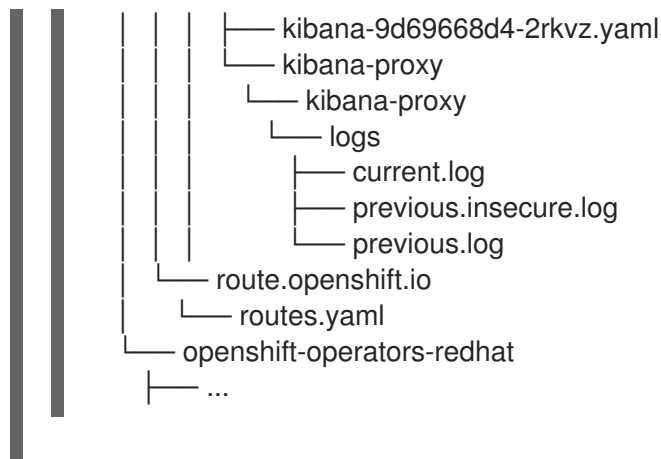 │ │ │ ├── kibana-9d69668d4-2rkvz.yaml
│ │ │ └── kibana-proxy
│ │ │ └── kibana-proxy
│ │ │ └── logs
│ │ │ ├── current.log
│ │ │ ├── previous.insecure.log
│ │ │ └── previous.log
│ └── route.openshift.io
│ └── routes.yaml
└── openshift-operators-redhat
├── ...